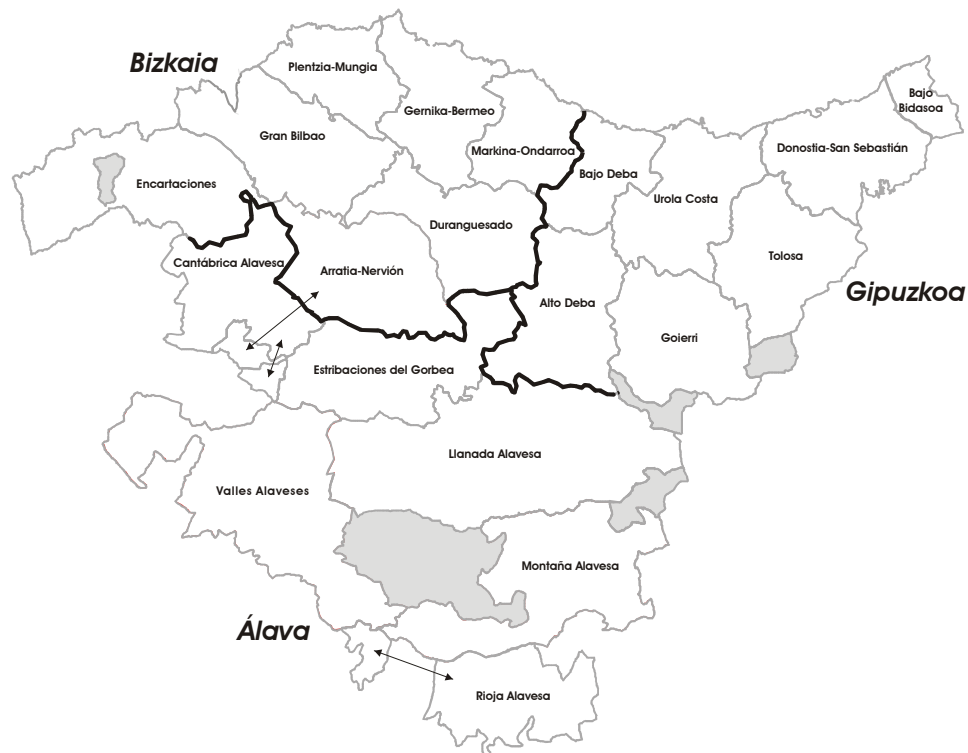 Bizkaia
Plentzia-Mungia
Gernika-Bermeo
Bajo
Bidasoa
Gran Bilbao
Markina-Ondarroa
Donostia-San Sebastián
Encartaciones
Bajo Deba
Urola Costa
Duranguesado
Cantábrica Alavesa
Arratia-Nervión
Tolosa
Alto Deba
Gipuzkoa
Goierri
Estribaciones del Gorbea
Llanada Alavesa
Valles Alaveses
Montaña Alavesa
Álava
Rioja Alavesa